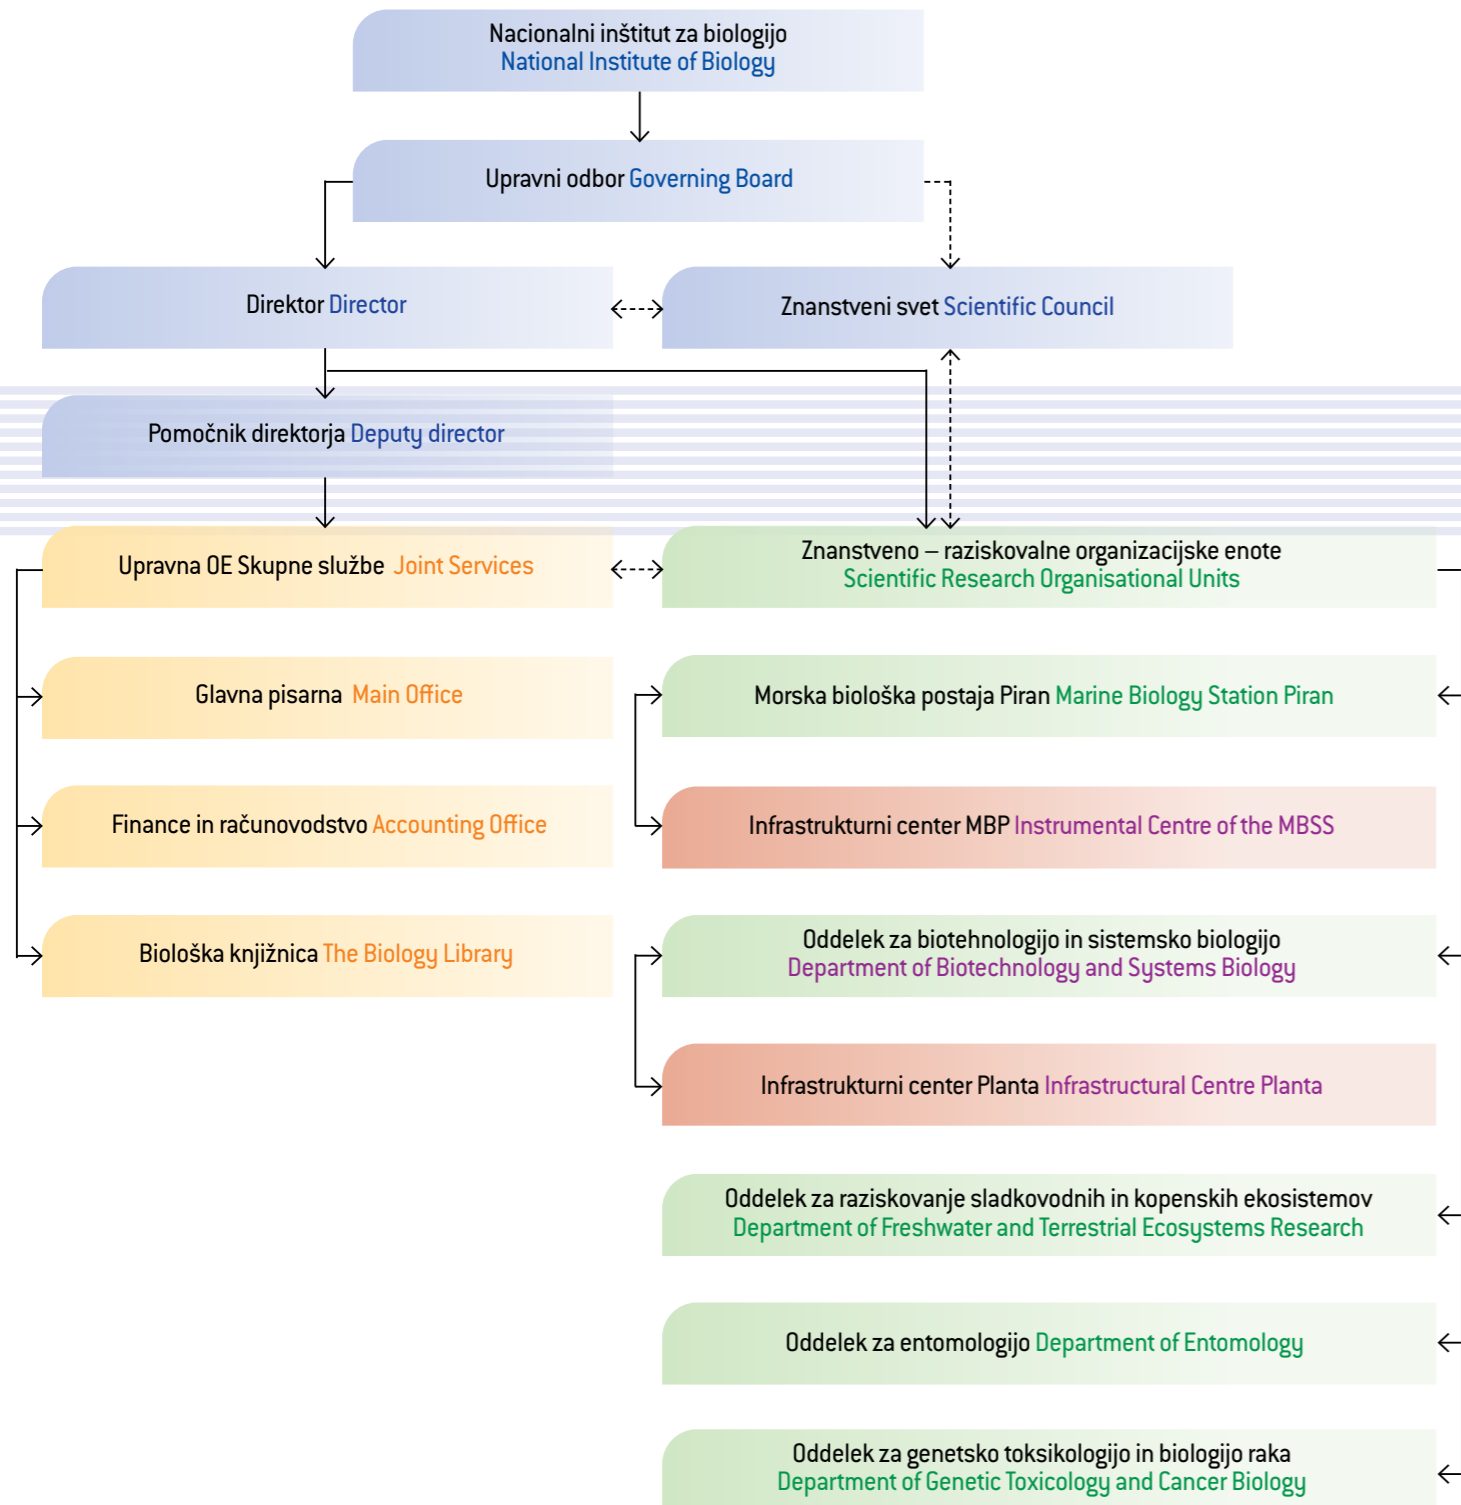 Nacionalni inštitut za biologijo
National Institute of Biology
Upravni odbor Governing Board
Direktor Director
Znanstveni svet Scientific Council
Pomočnik direktorja Deputy director
Upravna OE Skupne službe Joint Services
Znanstveno – raziskovalne organizacijske enote
Scientific Research Organisational Units
Glavna pisarna Main Office
Morska biološka postaja Piran Marine Biology Station Piran
Finance in računovodstvo Accounting Office
Infrastrukturni center MBP Instrumental Centre of the MBSS
Biološka knjižnica The Biology Library
Oddelek za biotehnologijo in sistemsko biologijo
Department of Biotechnology and Systems Biology
Infrastrukturni center Planta Infrastructural Centre Planta
Oddelek za raziskovanje sladkovodnih in kopenskih ekosistemov
Department of Freshwater and Terrestrial Ecosystems Research
Oddelek za entomologijo Department of Entomology
Oddelek za genetsko toksikologijo in biologijo raka
Department of Genetic Toxicology and Cancer Biology